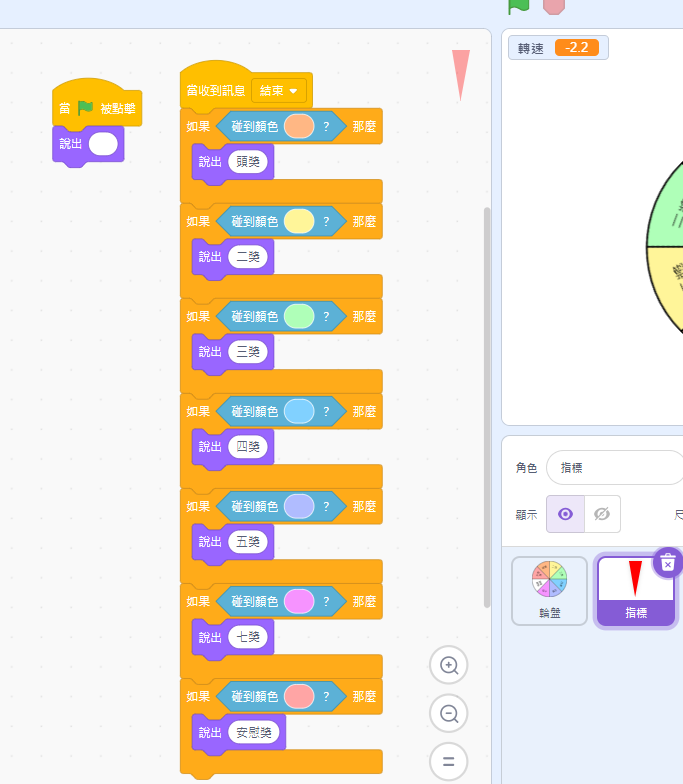 當 被點擊
說出
當收到訊息 結束
如果 碰到顏色 ? 那麼
說出 頭獎
如果 碰到顏色 ? 那麼
說出 二獎
如果 碰到顏色 ? 那麼
說出 三獎
如果 碰到顏色 ? 那麼
說出 四獎
如果 碰到顏色 ? 那麼
說出 五獎
如果 碰到顏色 ? 那麼
說出 七獎
如果 碰到顏色 ? 那麼
說出 安慰獎
轉速 -2.2
角色 指標
顯示
輪盤
指標